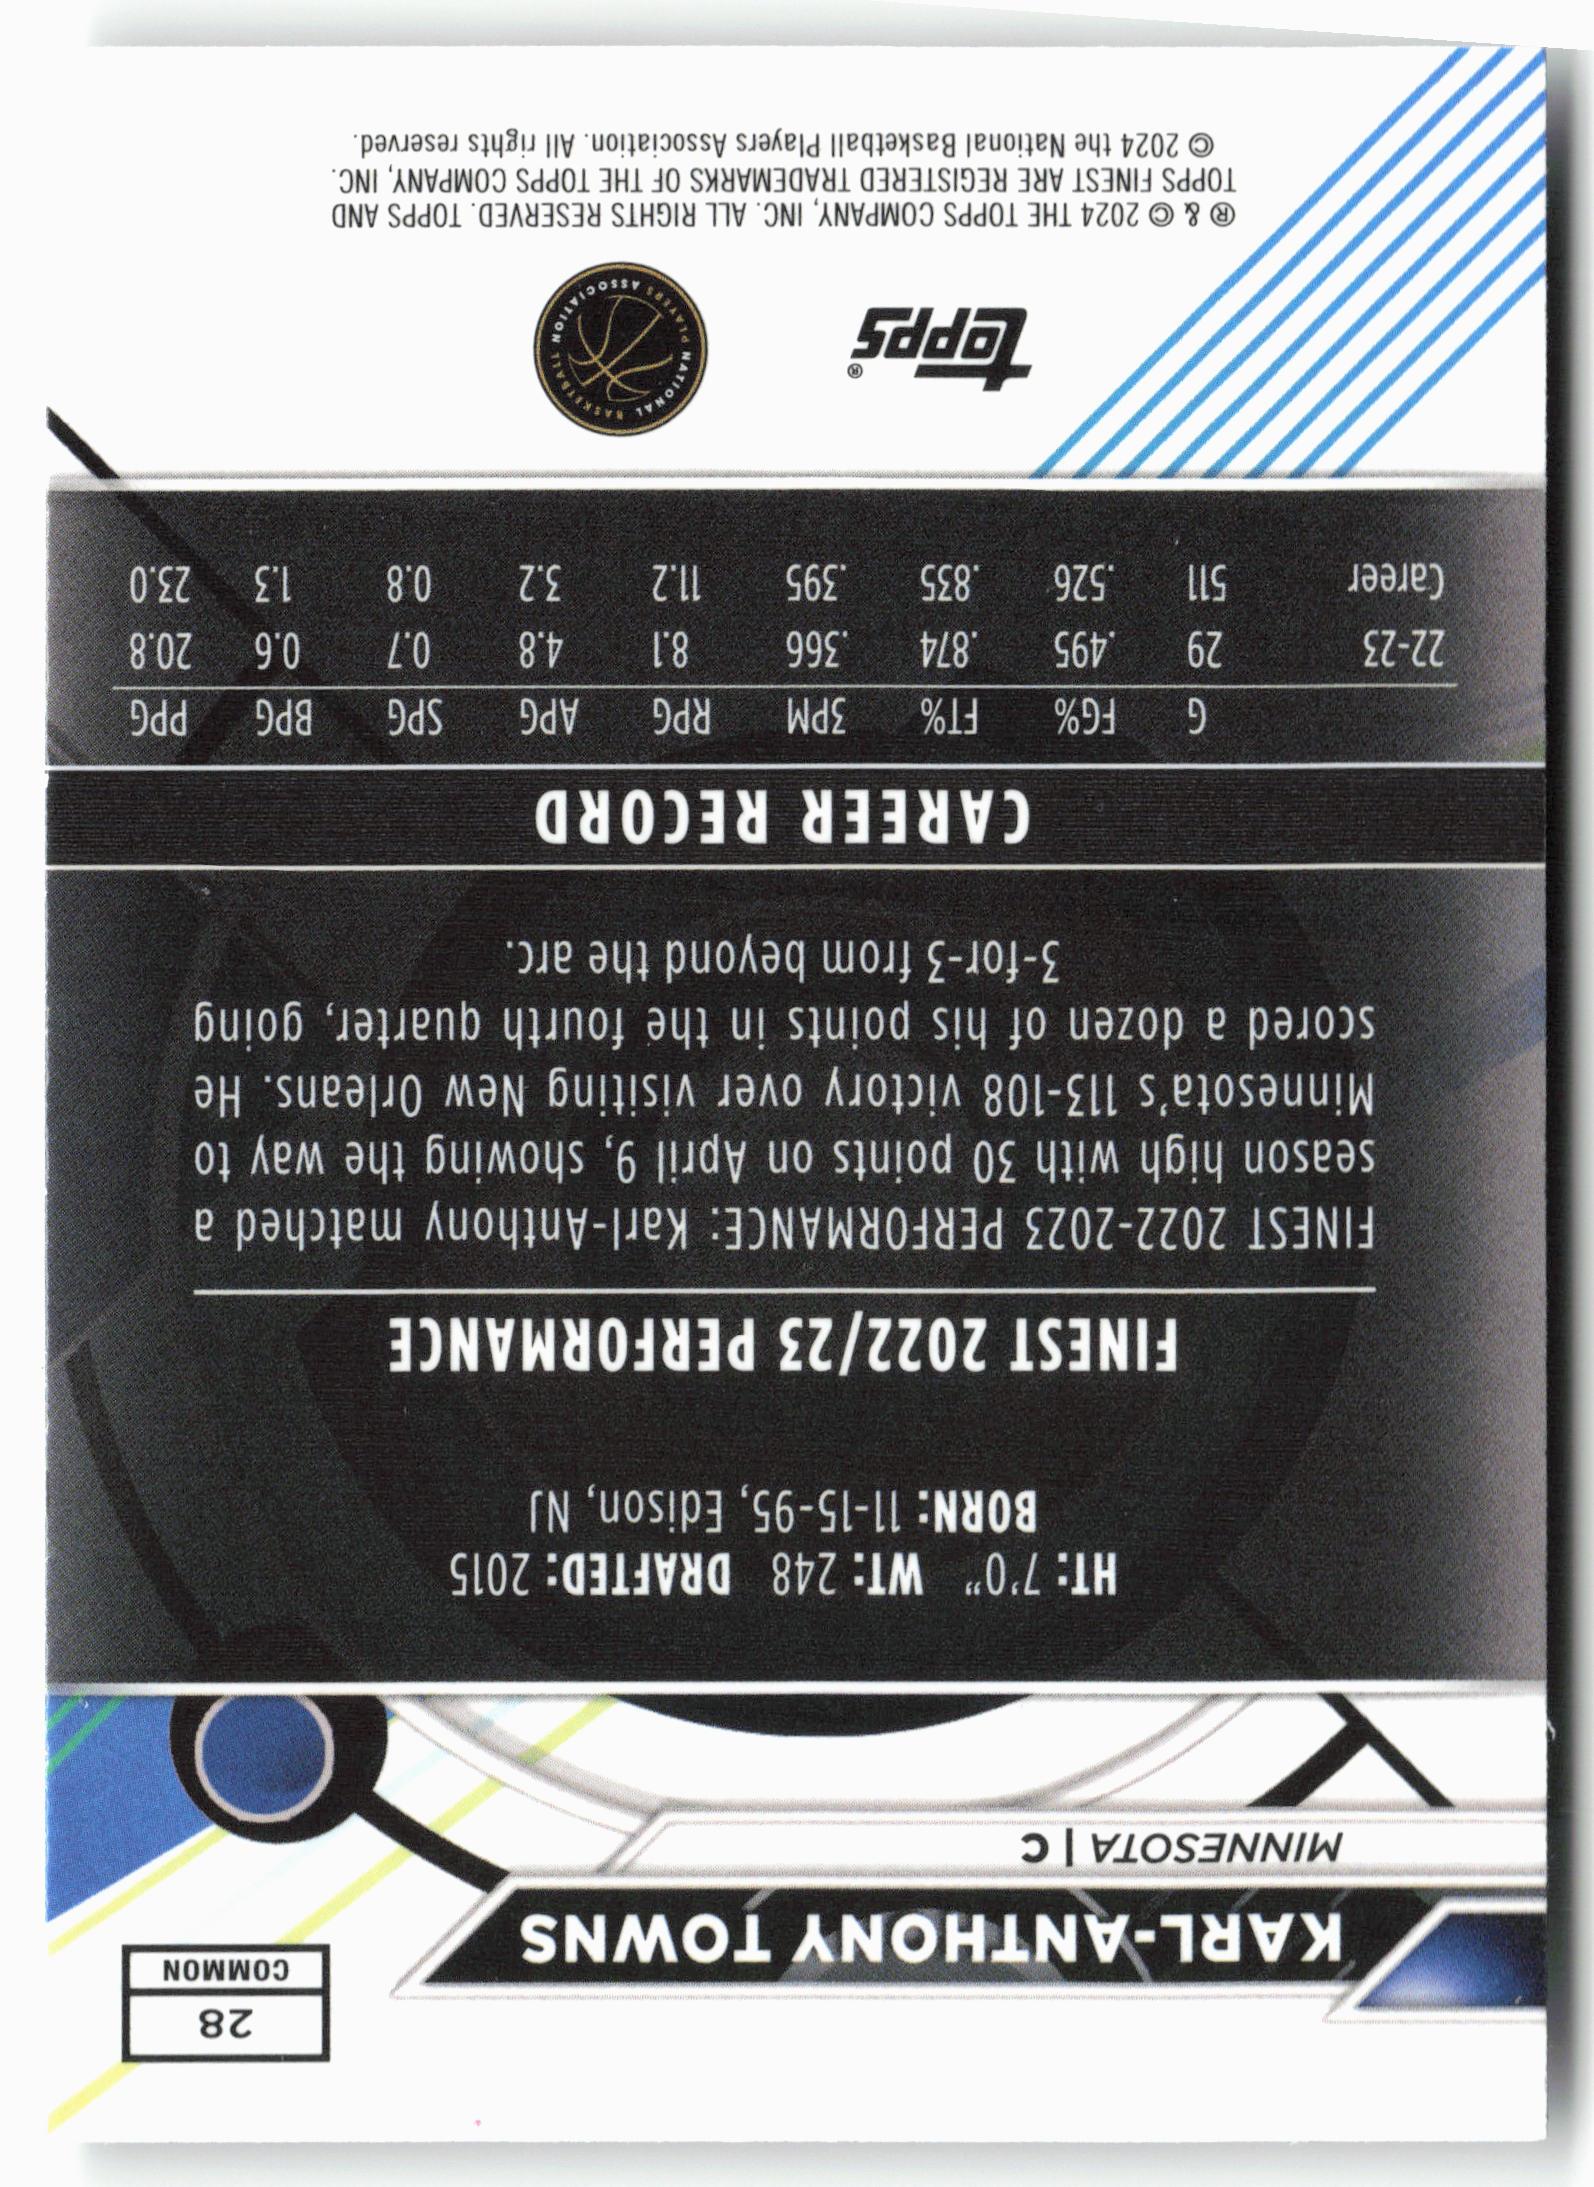 28
COMMON
KARL-ANTHONY TOWNS
MINNESOTA | C
HT: 7'0" WT: 248 DRAFTED: 2015
BORN: 11-15-95, Edison, NJ
FINEST 2022/23 PERFORMANCE
FINEST 2022-2023 PERFORMANCE: Karl-Anthony matched a
season high with 30 points on April 9, showing the way to
Minnesota's 113-108 victory over visiting New Orleans. He
scored a dozen of his points in the fourth quarter, going
3-for-3 from beyond the arc.
CAREER RECORD
G FG% FT% 3PM RPG APG SPG BPG PPG
22-23 29 .495 .874 .366 8.1 4.8 0.7 0.6 20.8
Career 511 .526 .835 .395 11.2 3.2 0.8 1.3 23.0
topps®
NATIONAL BASKETBALL PLAYERS ASSOCIATION
® & © 2024 THE TOPPS COMPANY, INC. ALL RIGHTS RESERVED. TOPPS AND
TOPPS FINEST ARE REGISTERED TRADEMARKS OF THE TOPPS COMPANY, INC.
© 2024 the National Basketball Players Association. All rights reserved.